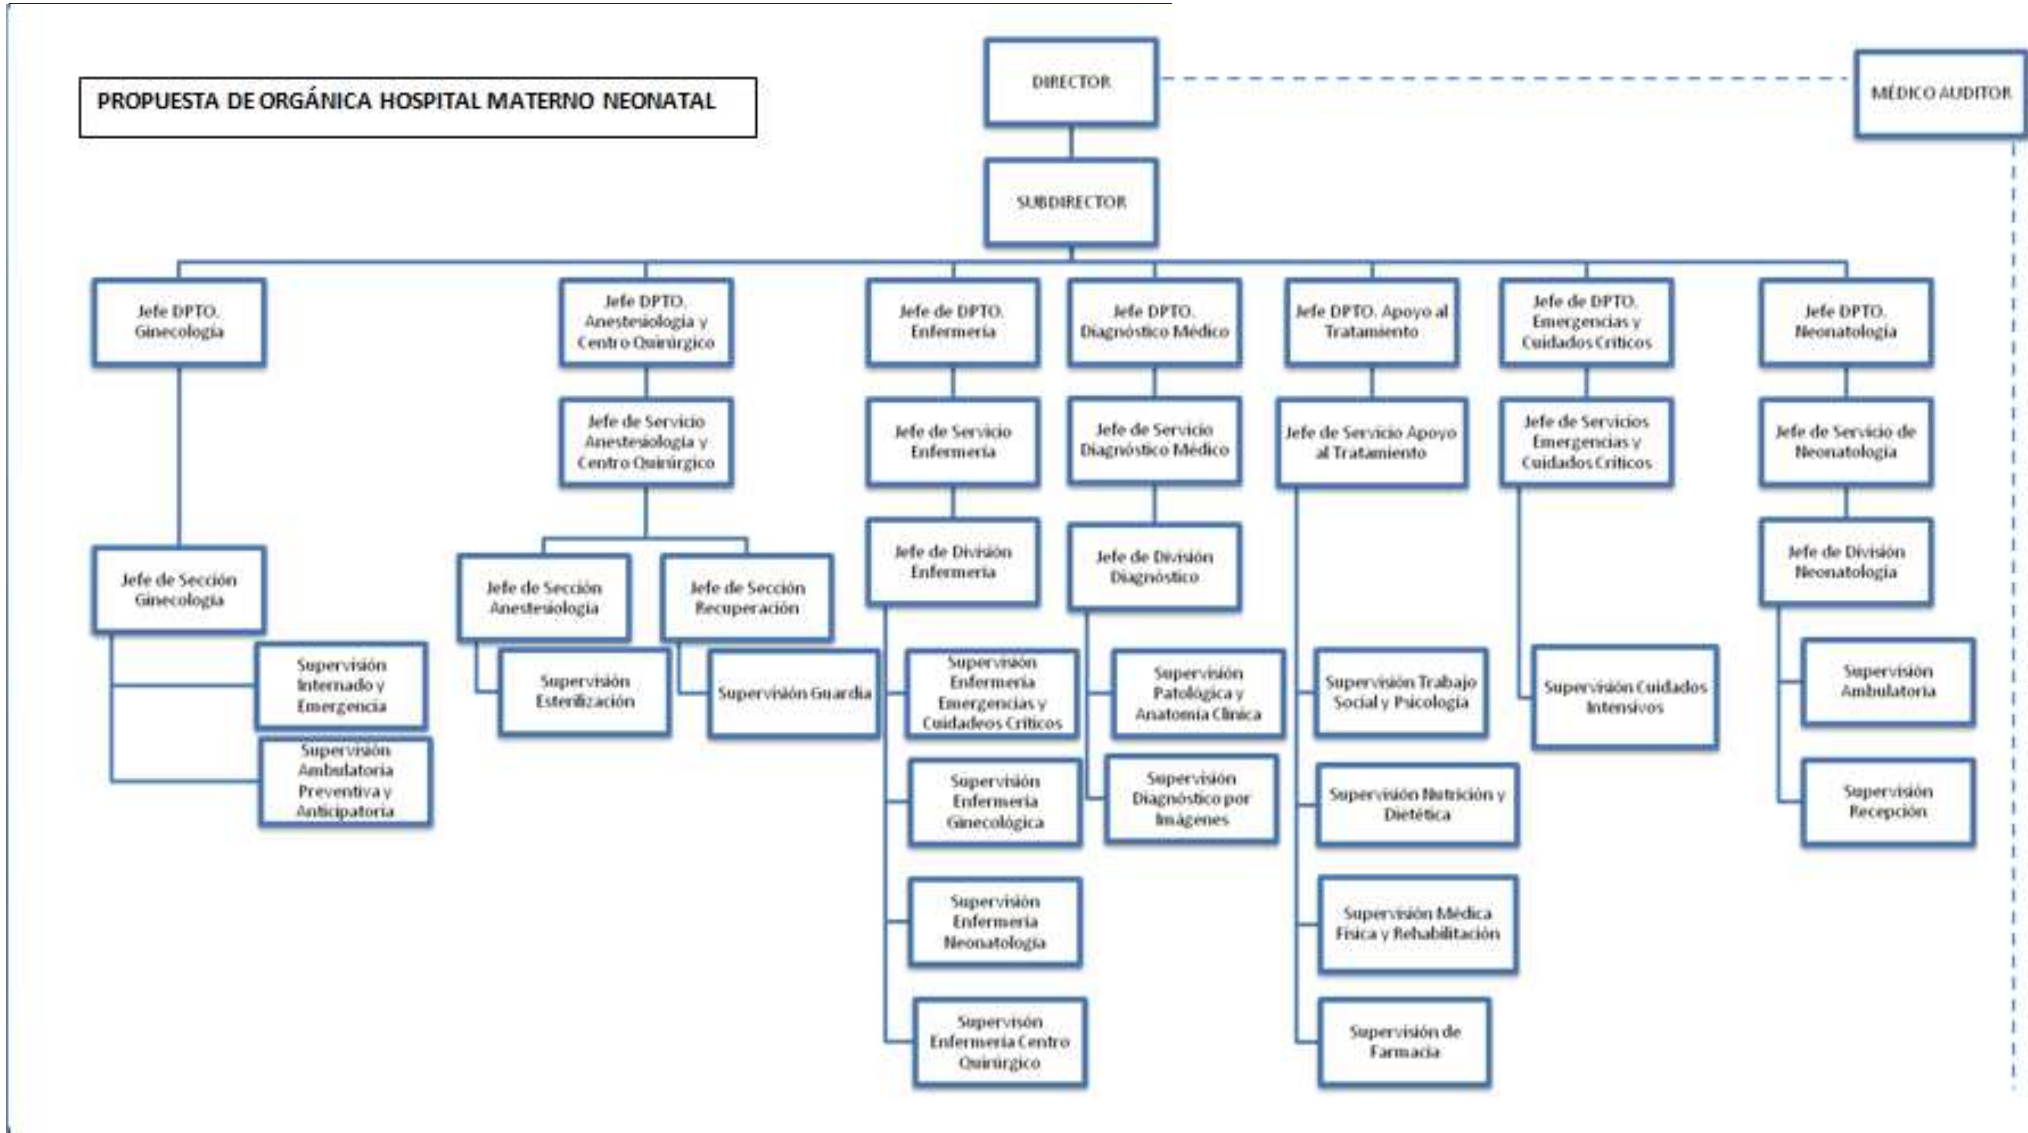 DIRECTOR
MÉDICO AUDITOR
PROPUESTA DE ORGÁNICA HOSPITAL MATERNO NEONATAL
SUBDIRECTOR
Jefe DPTO.
Ginecología
Jefe DPTO.
Anestesiología y
Centro Quirúrgico
Jefe de DPTO.
Enfermería
Jefe DPTO.
Diagnóstico Médico
Jefe DPTO. Apoyo al
Tratamiento
Jefe de DPTO.
Emergencias y
Cuidados Críticos
Jefe DPTO.
Neonatología
Jefe de Servicio
Anestesiología y
Centro Quirúrgico
Jefe de Servicio
Enfermería
Jefe de Servicio
Diagnóstico Médico
Jefe de Servicio Apoyo
al Tratamiento
Jefe de Servicios
Emergencias y
Cuidados Críticos
Jefe de Servicio de
Neonatología
Jefe de Sección
Ginecología
Jefe de Sección
Anestesiología
Jefe de Sección
Recuperación
Jefe de División
Enfermería
Jefe de División
Diagnóstico
Jefe de División
Neonatología
Supervisión
Internado y
Emergencia
Supervisión
Esterilización
Supervisión Guardia
Supervisión
Enfermería
Emergencias y
Cuidadeos Críticos
Supervisión
Patológica y
Anatomía Clínica
Supervisión Trabajo
Social y Psicología
Supervisión Cuidados
Intensivos
Supervisión
Ambulatoria
Supervisión
Ambulatoria
Preventiva y
Anticipatoria
Supervisión
Enfermería
Ginecológica
Supervisión
Diagnóstico por
Imágenes
Supervisión Nutrición y
Dietética
Supervisión
Recepción
Supervisión
Enfermería
Neonatología
Supervisión Médica
Física y Rehabilitación
Supervisón
Enfermería Centro
Quirúrgico
Supervisión de
Farmacia